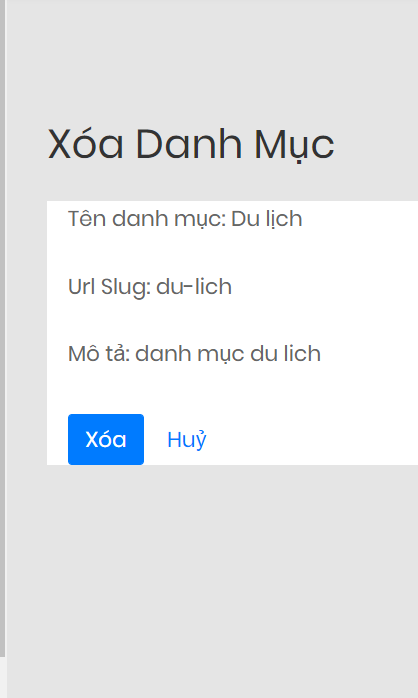 Xóa Danh Mục
Tên danh mục: Du lịch
Url Slug: du-lich
Mô tả: danh mục du lich
Xóa Huỷ